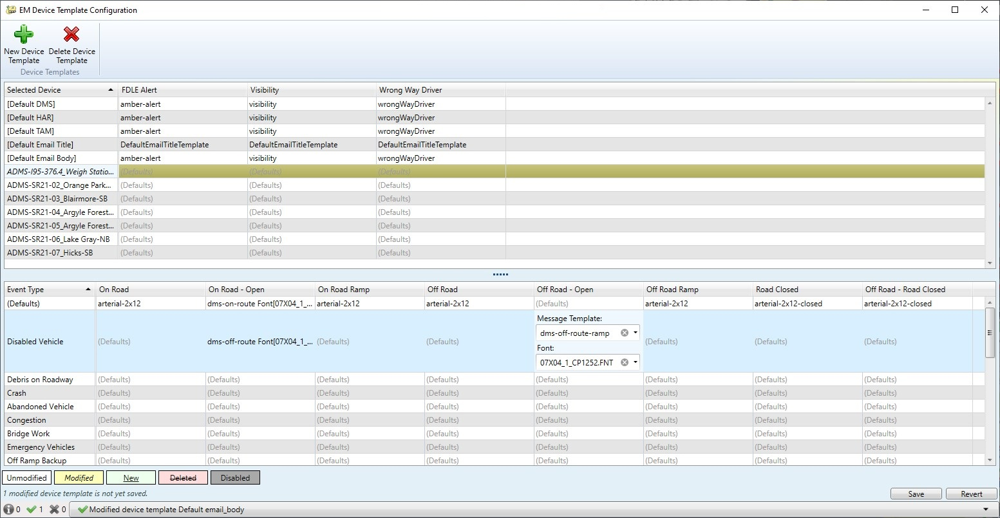 EM Device Template Configuration
New Device Template
Delete Device Template
Device Templates
Selected Device FDLE Alert Visibility Wrong Way Driver
[Default DMS] amber-alert visibility wrongWayDriver
[Default HAR] amber-alert visibility wrongWayDriver
[Default TAM] amber-alert visibility wrongWayDriver
[Default Email Title] DefaultEmailTitleTemplate DefaultEmailTitleTemplate DefaultEmailTitleTemplate
[Default Email Body] amber-alert visibility wrongWayDriver
ADMS-I95-376.4_Weigh Statio... (Defaults) (Defaults) (Defaults)
ADMS-SR21-02_Orange Park... (Defaults) (Defaults) (Defaults)
ADMS-SR21-03_Blairmore-SB (Defaults) (Defaults) (Defaults)
ADMS-SR21-04_Argyle Forest... (Defaults) (Defaults) (Defaults)
ADMS-SR21-05_Argyle Forest... (Defaults) (Defaults) (Defaults)
ADMS-SR21-06_Lake Gray-NB (Defaults) (Defaults) (Defaults)
ADMS-SR21-07_Hicks-SB (Defaults) (Defaults) (Defaults)
Event Type On Road On Road - Open On Road Ramp Off Road Off Road - Open Off Road Ramp Road Closed Off Road - Road Closed
(Defaults) arterial-2x12 dms-on-route Font[07X04_1_... arterial-2x12 arterial-2x12 (Defaults) arterial-2x12 arterial-2x12-closed arterial-2x12-closed
Message Template:
dms-off-route-ramp
Disabled Vehicle (Defaults) dms-off-route Font[07X04_1_... (Defaults) (Defaults) (Defaults) (Defaults) (Defaults)
Font:
07X04_1_CP1252.FNT
Debris on Roadway (Defaults) (Defaults) (Defaults) (Defaults) (Defaults) (Defaults) (Defaults) (Defaults)
Crash (Defaults) (Defaults) (Defaults) (Defaults) (Defaults) (Defaults) (Defaults) (Defaults)
Abandoned Vehicle (Defaults) (Defaults) (Defaults) (Defaults) (Defaults) (Defaults) (Defaults) (Defaults)
Congestion (Defaults) (Defaults) (Defaults) (Defaults) (Defaults) (Defaults) (Defaults) (Defaults)
Bridge Work (Defaults) (Defaults) (Defaults) (Defaults) (Defaults) (Defaults) (Defaults) (Defaults)
Emergency Vehicles (Defaults) (Defaults) (Defaults) (Defaults) (Defaults) (Defaults) (Defaults) (Defaults)
Off Ramp Backup (Defaults) (Defaults) (Defaults) (Defaults) (Defaults) (Defaults) (Defaults) (Defaults)
Unmodified Modified New Deleted Disabled
1 modified device template is not yet saved.
Save Revert
0 1 0 Modified device template Default email_body